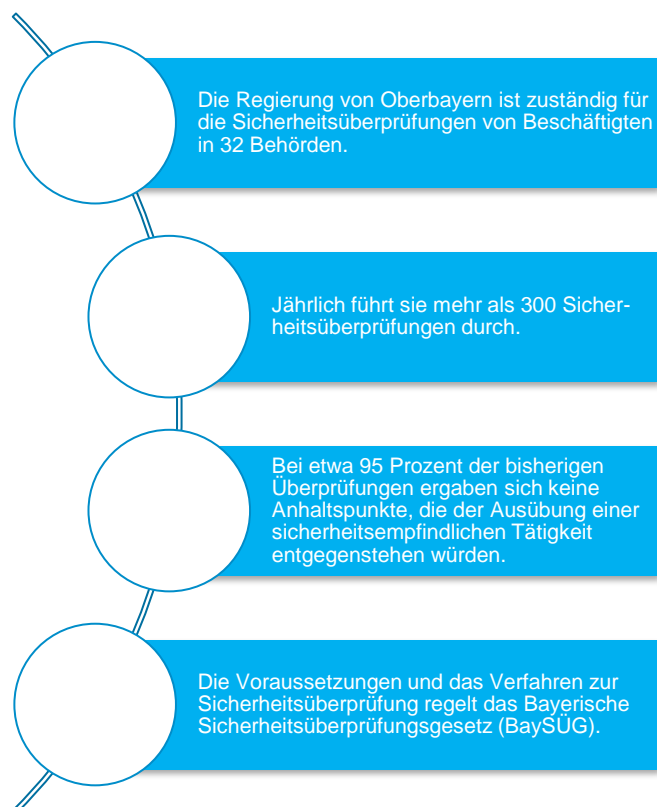 Die Regierung von Oberbayern ist zuständig für
die Sicherheitsüberprüfungen von Beschäftigten
in 32 Behörden.
Jährlich führt sie mehr als 300 Sicher-
heitsüberprüfungen durch.
Bei etwa 95 Prozent der bisherigen
Überprüfungen ergaben sich keine
Anhaltspunkte, die der Ausübung einer
sicherheitsempfindlichen Tätigkeit
entgegenstehen würden.
Die Voraussetzungen und das Verfahren zur
Sicherheitsüberprüfung regelt das Bayerische
Sicherheitsüberprüfungsgesetz (BaySÜG).